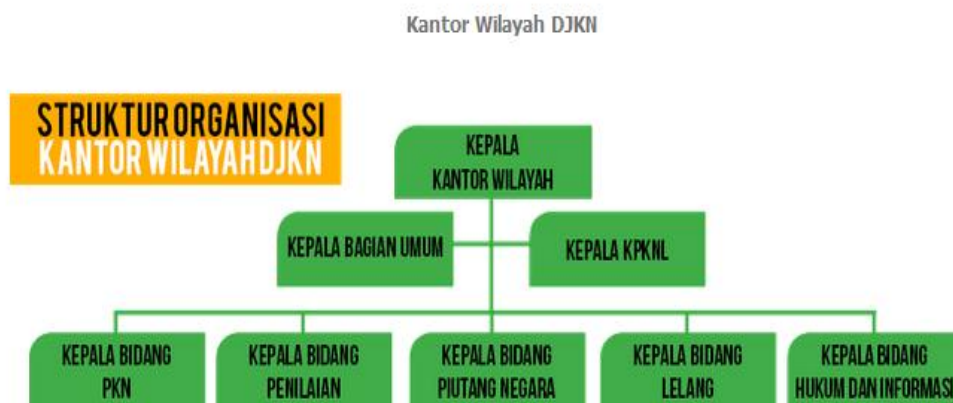 Kantor Wilayah DJKN
STRUKTUR ORGANISASI
KANTOR WILAYAH DJKN
KEPALA
KANTOR WILAYAH
KEPALA BAGIAN UMUM
KEPALA KPKNL
KEPALA BIDANG
PKN
KEPALA BIDANG
PENILAIAN
KEPALA BIDANG
PIUTANG NEGARA
KEPALA BIDANG
LELANG
KEPALA BIDANG
HUKUM DAN INFORMASI